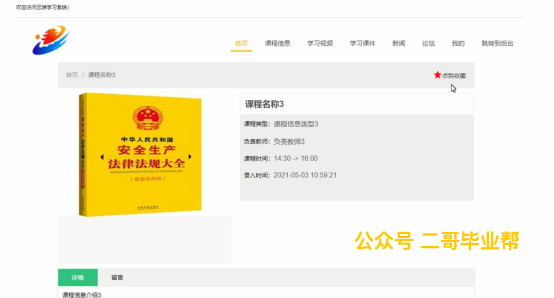 欢迎访问云端学习系统！
首页 课程信息 学习视频 学习课件 新闻 论坛 我的 跳转到后台
首页 / 课程名称3
点我收藏
课程名称3
课程类型：课程信息类型3
负责教师：负责教师3
课程时间：14:30 -> 16:00
录入时间：2021-05-03 10:59:21
中华人民共和国
安全生产
法律法规大全
公众号 二哥毕业帮
详情 留言
课程信息介绍3